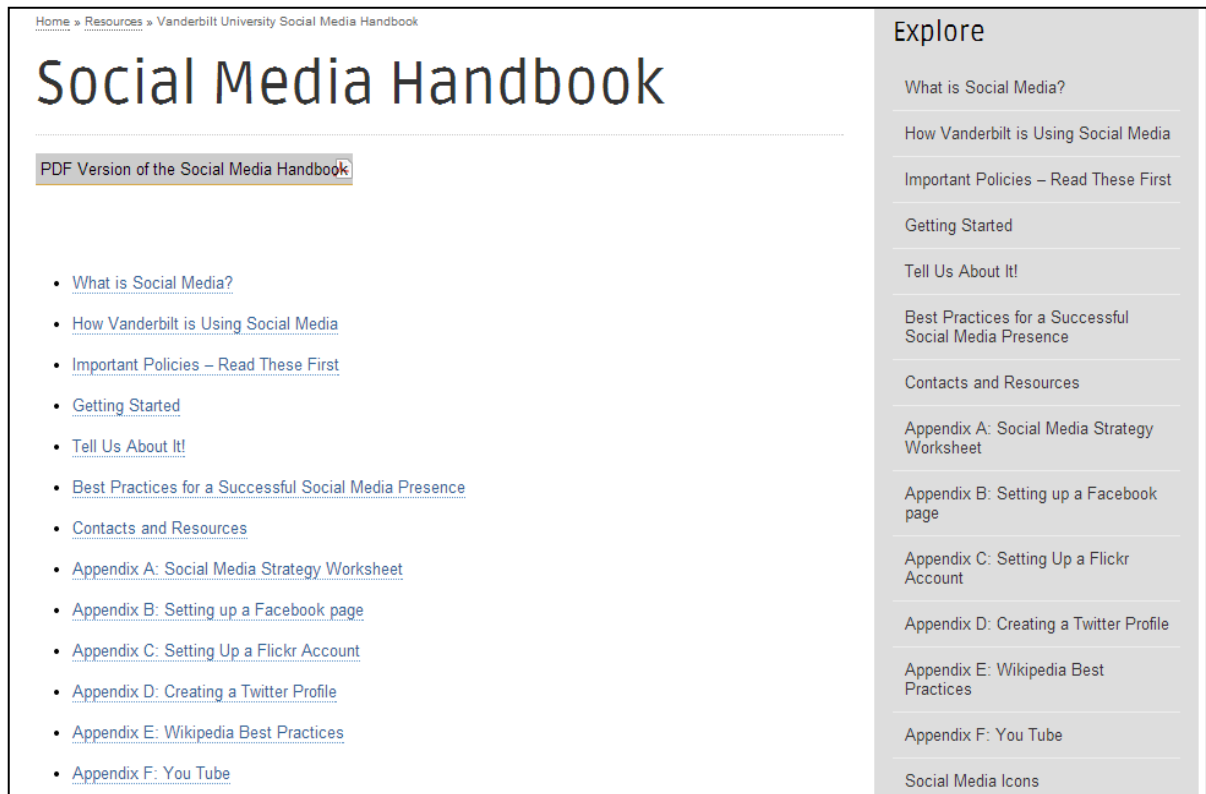 Home » Resources » Vanderbilt University Social Media Handbook
Social Media Handbook
PDF Version of the Social Media Handbook
• What is Social Media?
• How Vanderbilt is Using Social Media
• Important Policies – Read These First
• Getting Started
• Tell Us About It!
• Best Practices for a Successful Social Media Presence
• Contacts and Resources
• Appendix A: Social Media Strategy Worksheet
• Appendix B: Setting up a Facebook page
• Appendix C: Setting Up a Flickr Account
• Appendix D: Creating a Twitter Profile
• Appendix E: Wikipedia Best Practices
• Appendix F: You Tube
Explore
What is Social Media?
How Vanderbilt is Using Social Media
Important Policies – Read These First
Getting Started
Tell Us About It!
Best Practices for a Successful
Social Media Presence
Contacts and Resources
Appendix A: Social Media Strategy
Worksheet
Appendix B: Setting up a Facebook
page
Appendix C: Setting Up a Flickr
Account
Appendix D: Creating a Twitter Profile
Appendix E: Wikipedia Best
Practices
Appendix F: You Tube
Social Media Icons